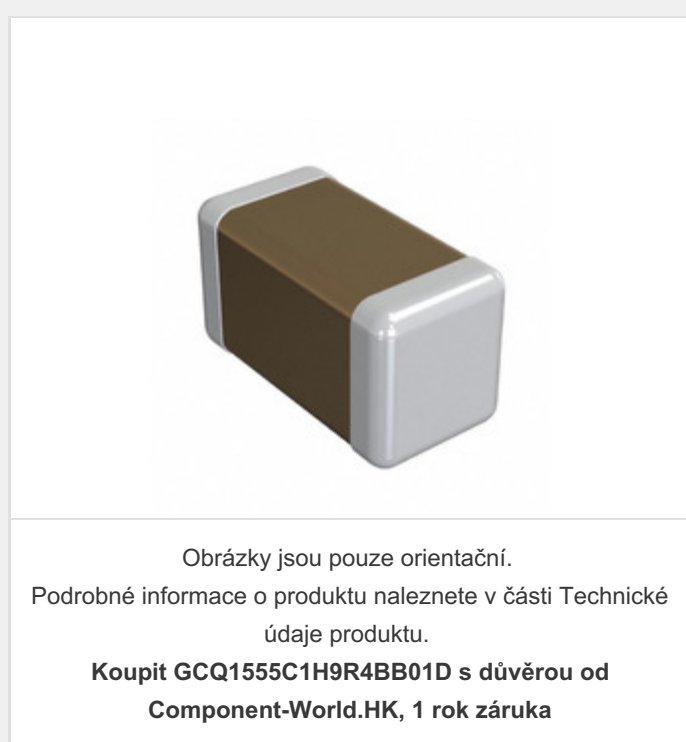 Obrázky jsou pouze orientační.
Podrobné informace o produktu naleznete v části Technické
údaje produktu.
Koupit GCQ1555C1H9R4BB01D s důvěrou od
Component-World.HK, 1 rok záruka